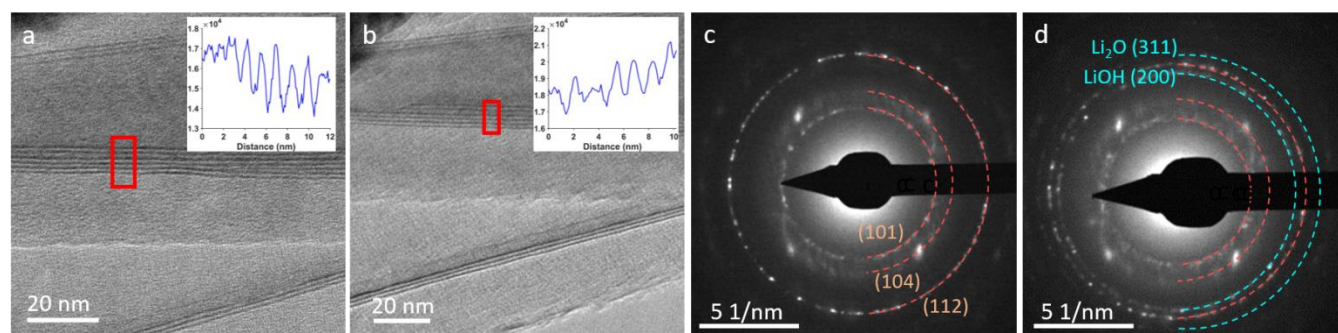 a
×10⁴
1.8
1.7
1.6
1.5
1.4
1.3
0 2 4 6 8 10 12
Distance (nm)
20 nm
b
×10⁴
2.2
2.1
2
1.9
1.8
1.7
1.6
0 2 4 6 8 10
Distance (nm)
20 nm
c
(101)
(104)
(112)
5 1/nm
d
Li₂O (311)
LiOH (200)
5 1/nm